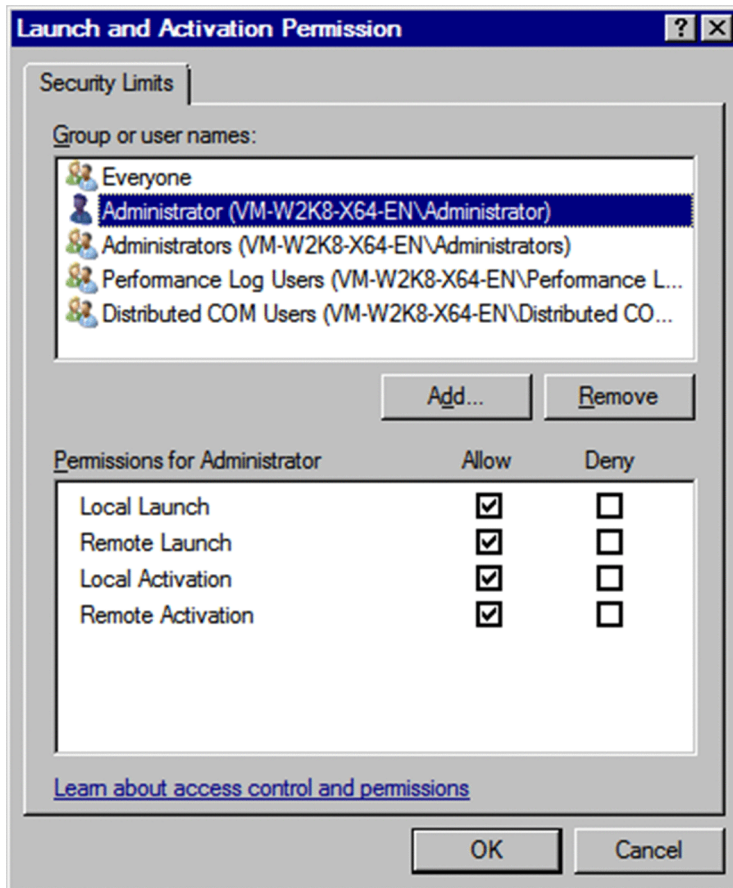 Launch and Activation Permission
Security Limits
Group or user names:
Everyone
Administrator (VM-W2K8-X64-EN\Administrator)
Administrators (VM-W2K8-X64-EN\Administrators)
Performance Log Users (VM-W2K8-X64-EN\Performance L...
Distributed COM Users (VM-W2K8-X64-EN\Distributed CO...
Add... Remove
Permissions for Administrator Allow Deny
Local Launch
Remote Launch
Local Activation
Remote Activation
Learn about access control and permissions
OK Cancel